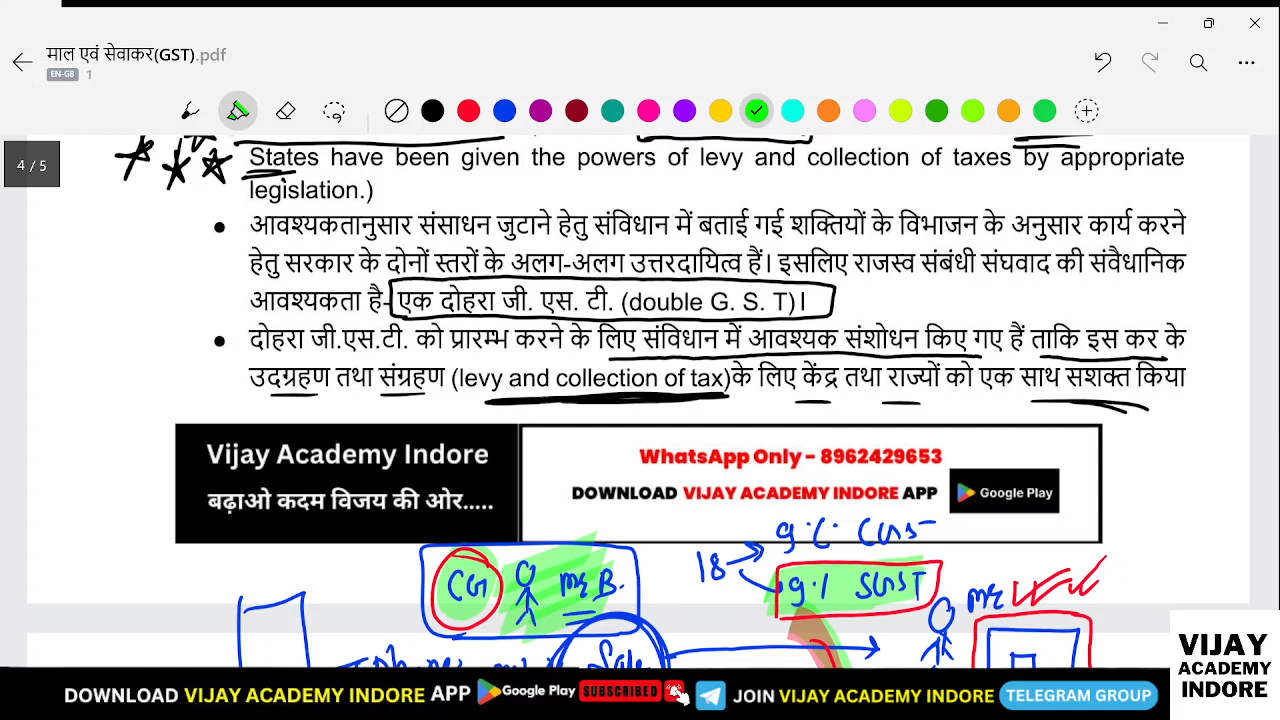 माल एवं सेवाकर(GST).pdf
EN-GB 1
4 / 5
States have been given the powers of levy and collection of taxes by appropriate
legislation.)
● आवश्यकतानुसार संसाधन जुटाने हेतु संविधान में बताई गई शक्तियों के विभाजन के अनुसार कार्य करने
हेतु सरकार के दोनों स्तरों के अलग-अलग उत्तरदायित्व हैं। इसलिए राजस्व संबंधी संघवाद की संवैधानिक
आवश्यकता है- एक दोहरा जी. एस. टी. (double G. S. T)।
● दोहरा जी.एस.टी. को प्रारम्भ करने के लिए संविधान में आवश्यक संशोधन किए गए हैं ताकि इस कर के
उदग्रहण तथा संग्रहण (levy and collection of tax)के लिए केंद्र तथा राज्यों को एक साथ सशक्त किया
Vijay Academy Indore
बढ़ाओ कदम विजय की ओर.....
WhatsApp Only - 8962429653
DOWNLOAD VIJAY ACADEMY INDORE APP Google Play
18
9%. CGST
9%. SGST
CG Mr B.
Mr
Sale
VIJAY
ACADEMY
INDORE
DOWNLOAD VIJAY ACADEMY INDORE APP Google Play SUBSCRIBED JOIN VIJAY ACADEMY INDORE TELEGRAM GROUP